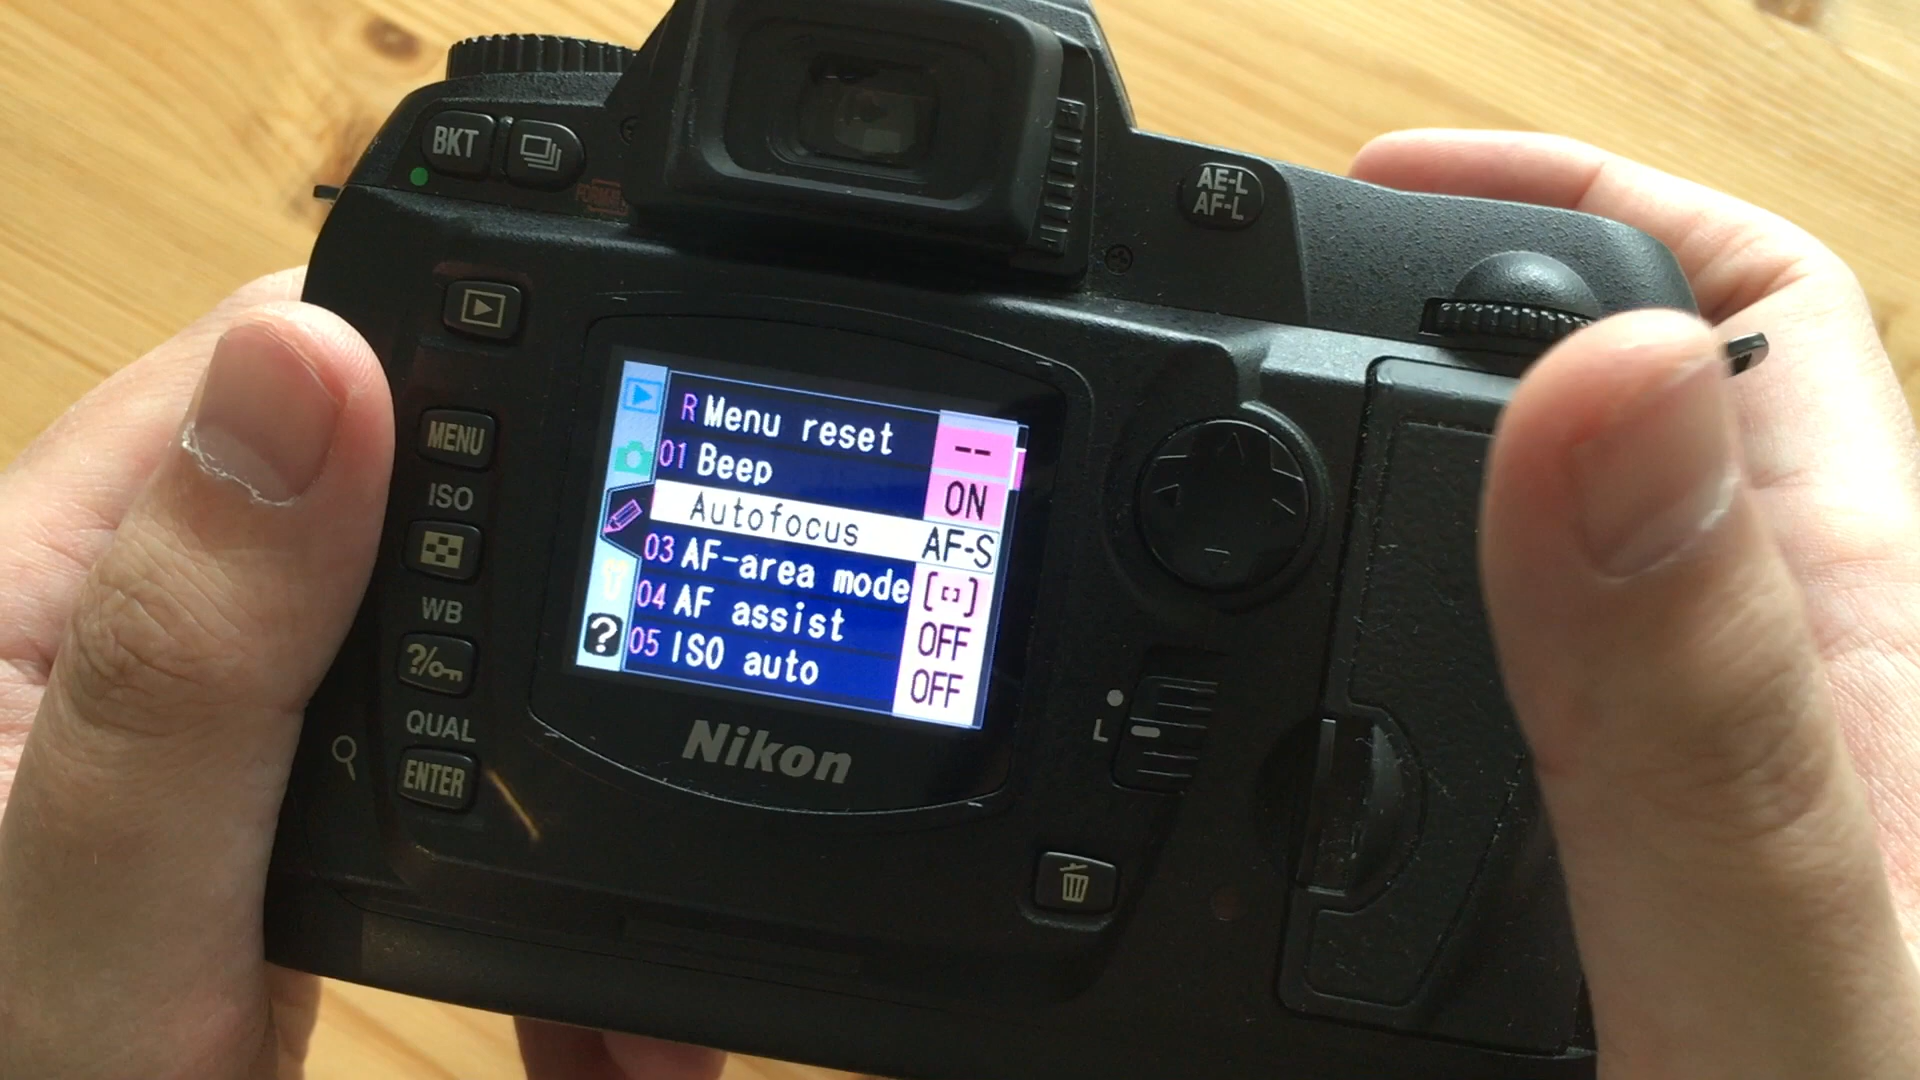 BKT
AE-L
AF-L
MENU
ISO
WB
?
QUAL
ENTER
R Menu reset --
01 Beep ON
Autofocus AF-S
03 AF-area mode [ ]
04 AF assist OFF
05 ISO auto OFF
?
Nikon
L